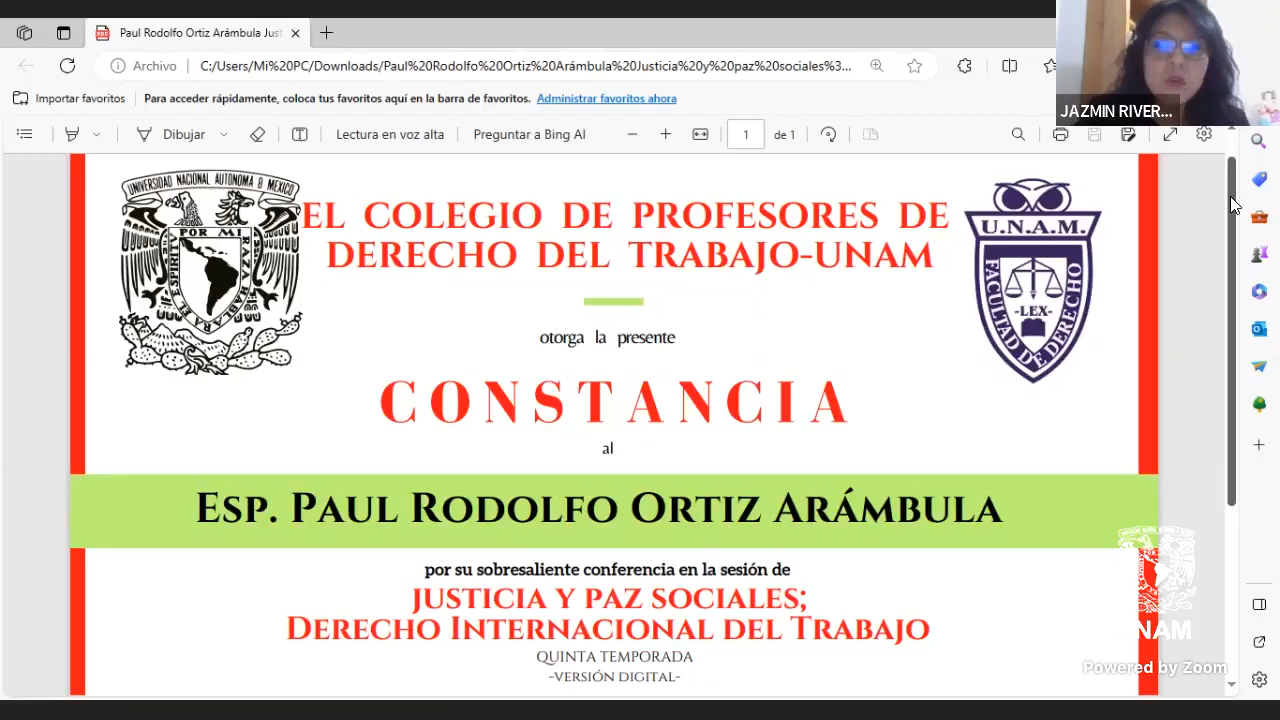 Paul Rodolfo Ortiz Arámbula Just
Archivo
C:/Users/Mi%20PC/Downloads/Paul%20Rodolfo%20Ortiz%20Arámbula%20Justicia%20y%20paz%20sociales%3...
JAZMIN RIVER...
Importar favoritos
Para acceder rápidamente, coloca tus favoritos aquí en la barra de favoritos. Administrar favoritos ahora
Dibujar
Lectura en voz alta
Preguntar a Bing AI
1 de 1
UNIVERSIDAD NACIONAL AUTONOMA D MEXICO
POR MI RAZA HABLARA EL ESPIRITU
EL COLEGIO DE PROFESORES DE
DERECHO DEL TRABAJO-UNAM
U.N.A.M.
FACULTAD DE DERECHO
-LEX-
otorga la presente
CONSTANCIA
al
ESP. PAUL RODOLFO ORTIZ ARÁMBULA
por su sobresaliente conferencia en la sesión de
JUSTICIA Y PAZ SOCIALES;
DERECHO INTERNACIONAL DEL TRABAJO
QUINTA TEMPORADA
-VERSIÓN DIGITAL-
UNAM
Powered by Zoom